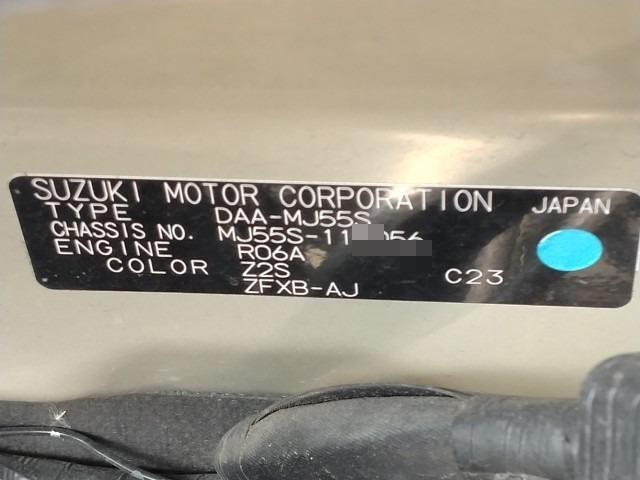 SUZUKI MOTOR CORPORATION JAPAN
TYPE DAA-MJ55S
CHASSIS NO. MJ55S-11
ENGINE R06A
COLOR Z2S C23
ZFXB-AJ